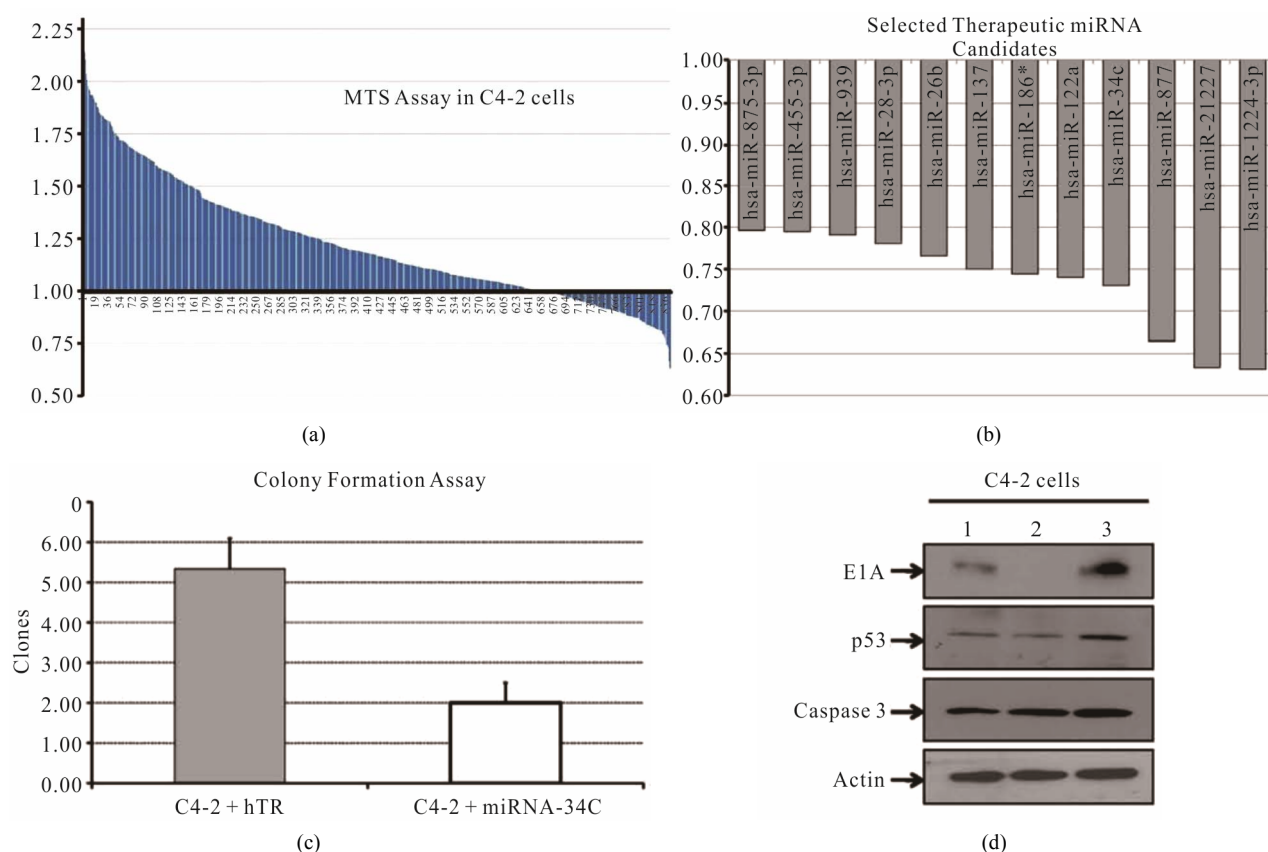 2.25
2.00
1.75
1.50
1.25
1.00
0.75
0.50
MTS Assay in C4-2 cells
19 36 54 72 90 108 125 143 161 179 196 214 232 250 267 285 303 321 339 356 374 392 410 427 445 463 481 499 516 534 552 570 587 605 623 641 658 676 694
(a)
Selected Therapeutic miRNA
Candidates
1.00
0.95
0.90
0.85
0.80
0.75
0.70
0.65
0.60
hsa-miR-875-3p
hsa-miR-455-3p
hsa-miR-939
hsa-miR-28-3p
hsa-miR-26b
hsa-miR-137
hsa-miR-186*
hsa-miR-122a
hsa-miR-34c
hsa-miR-877
hsa-miR-21227
hsa-miR-1224-3p
(b)
Colony Formation Assay
0
6.00
5.00
4.00
3.00
2.00
1.00
0.00
Clones
C4-2 + hTR C4-2 + miRNA-34C
(c)
C4-2 cells
1 2 3
E1A
p53
Caspase 3
Actin
(d)